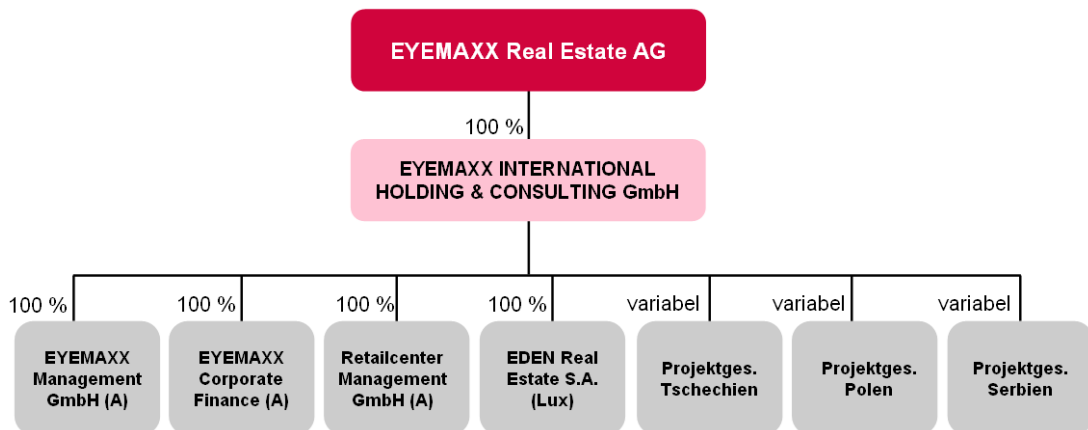 EYEMAXX Real Estate AG
100 %
EYEMAXX INTERNATIONAL
HOLDING & CONSULTING GmbH
100 %
100 %
100 %
100 %
variabel
variabel
variabel
EYEMAXX
Management
GmbH (A)
EYEMAXX
Corporate
Finance (A)
Retailcenter
Management
GmbH (A)
EDEN Real
Estate S.A.
(Lux)
Projektges.
Tschechien
Projektges.
Polen
Projektges.
Serbien